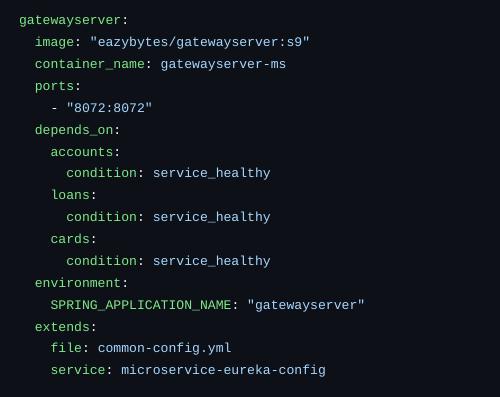 gatewayserver:
  image: "eazybytes/gatewayserver:s9"
  container_name: gatewayserver-ms
  ports:
    - "8072:8072"
  depends_on:
    accounts:
      condition: service_healthy
    loans:
      condition: service_healthy
    cards:
      condition: service_healthy
  environment:
    SPRING_APPLICATION_NAME: "gatewayserver"
  extends:
    file: common-config.yml
    service: microservice-eureka-config